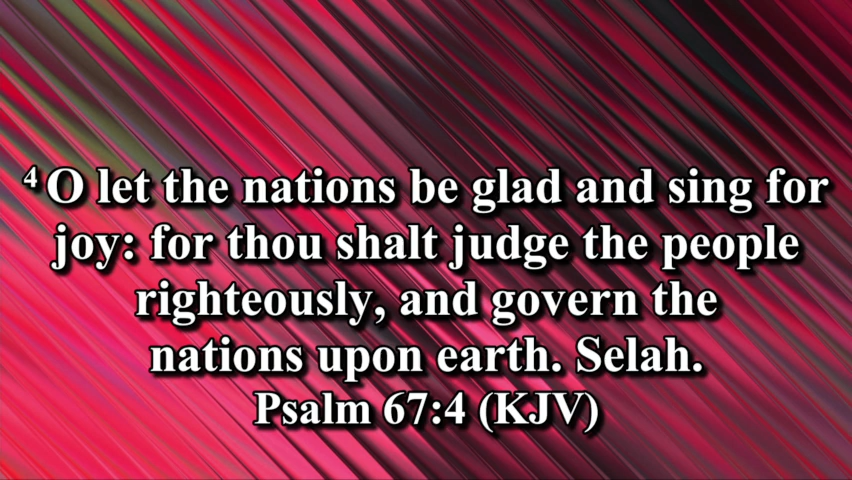 ⁴ O let the nations be glad and sing for
joy: for thou shalt judge the people
righteously, and govern the
nations upon earth. Selah.
Psalm 67:4 (KJV)